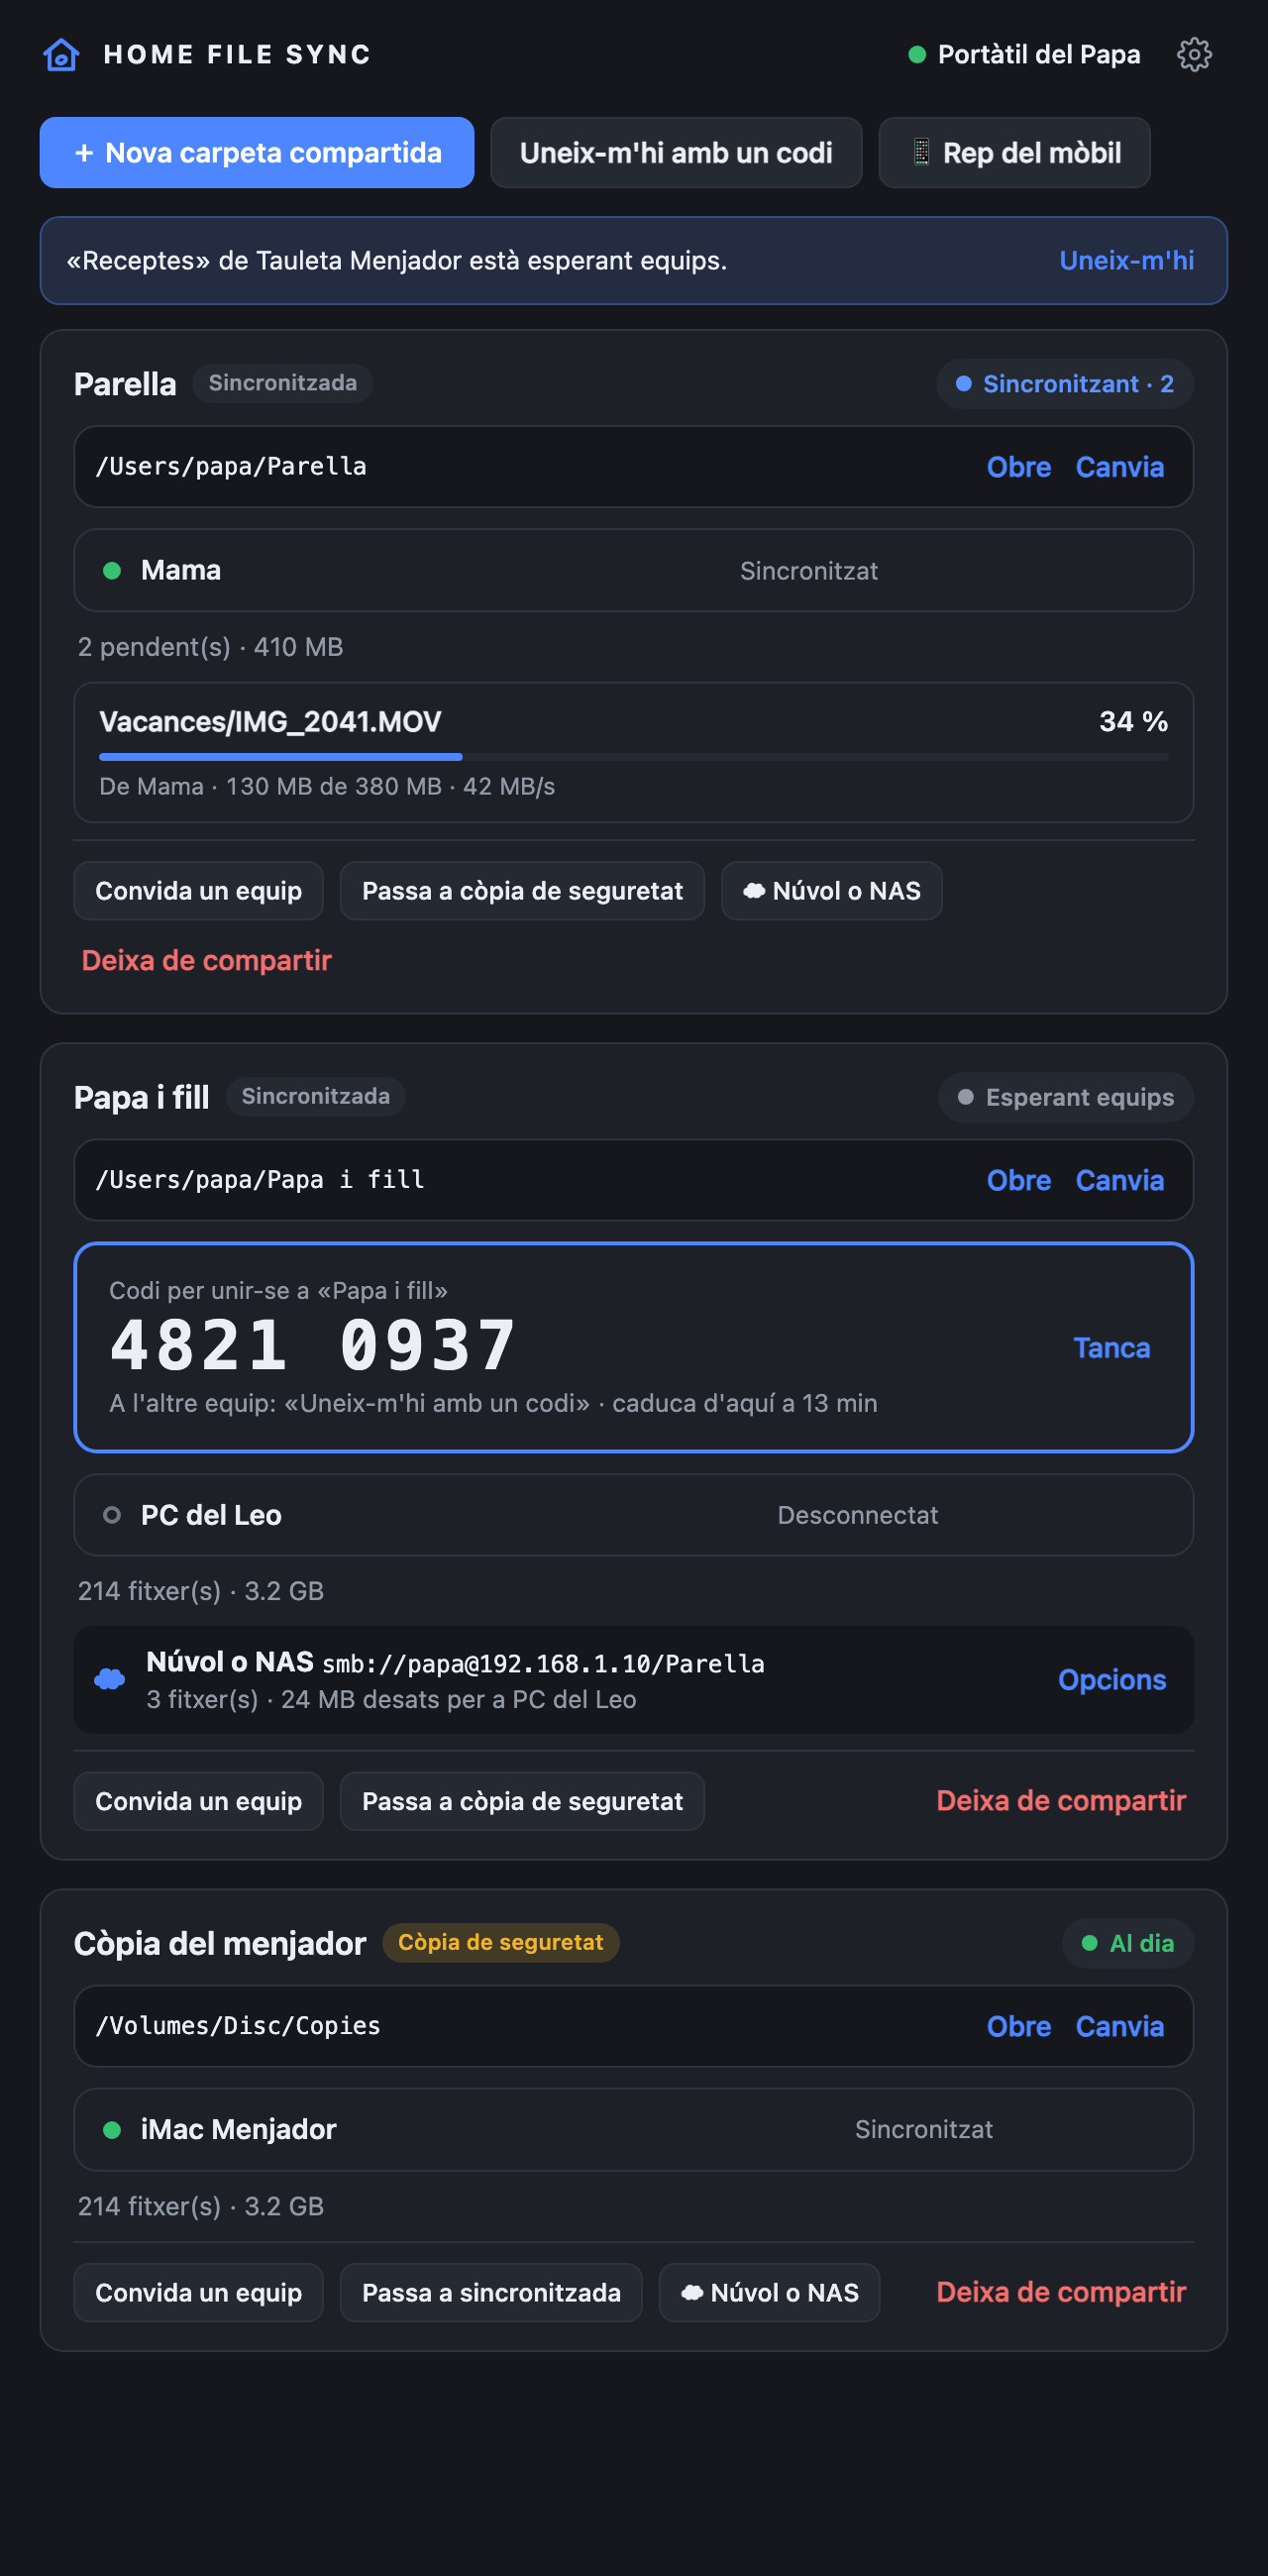 HOME FILE SYNC
Portàtil del Papa
+ Nova carpeta compartida
Uneix-m'hi amb un codi
Rep del mòbil
«Receptes» de Tauleta Menjador està esperant equips.
Uneix-m'hi
Parella
Sincronitzada
Sincronitzant · 2
/Users/papa/Parella
Obre
Canvia
Mama
Sincronitzat
2 pendent(s) · 410 MB
Vacances/IMG_2041.MOV
34 %
De Mama · 130 MB de 380 MB · 42 MB/s
Convida un equip
Passa a còpia de seguretat
Núvol o NAS
Deixa de compartir
Papa i fill
Sincronitzada
Esperant equips
/Users/papa/Papa i fill
Obre
Canvia
Codi per unir-se a «Papa i fill»
4821 0937
Tanca
A l'altre equip: «Uneix-m'hi amb un codi» · caduca d'aquí a 13 min
PC del Leo
Desconnectat
214 fitxer(s) · 3.2 GB
Núvol o NAS smb://papa@192.168.1.10/Parella
3 fitxer(s) · 24 MB desats per a PC del Leo
Opcions
Convida un equip
Passa a còpia de seguretat
Deixa de compartir
Còpia del menjador
Còpia de seguretat
Al dia
/Volumes/Disc/Copies
Obre
Canvia
iMac Menjador
Sincronitzat
214 fitxer(s) · 3.2 GB
Convida un equip
Passa a sincronitzada
Núvol o NAS
Deixa de compartir